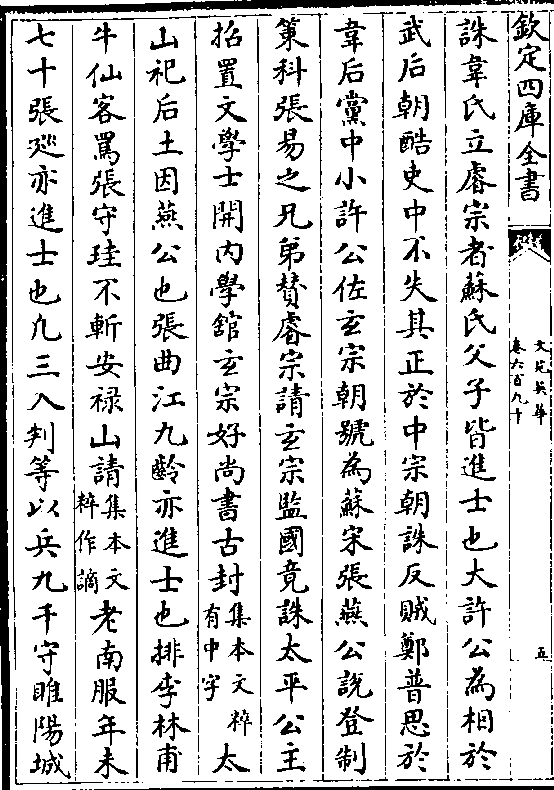 欽定四庫全書
文苑英華
卷六百九十
五
誅韋氏立睿宗者蘇氏父子皆進士也大許公為相於
武后朝酷吏中不失其正於中宗朝誅反賊鄭普思於
韋后黨中小許公佐玄宗朝號為蘇宋張燕公說登制
䇿科張易之兄弟賛睿宗請玄宗監國竟誅太平公主
招置文學士開内學舘玄宗好尚書古封集本文粹有中字太
山祀后土因燕公也張曲江九齡亦進士也排李林甫
牛仙客罵張守珪不斬安禄山請集本文粹作謫老南服年未
七十張廵亦進士也凡三入判等以兵九千守睢陽城